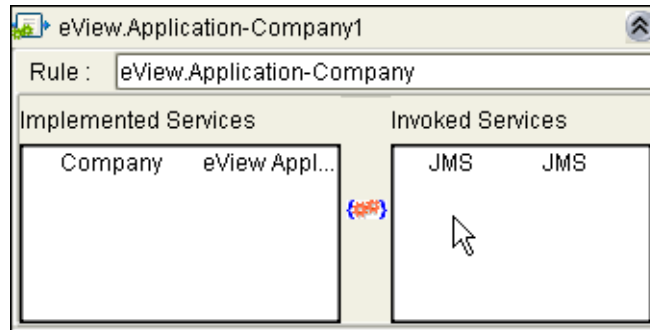 eView.Application-Company1
Rule : eView.Application-Company
Implemented Services
Invoked Services
Company eView Appl...
JMS JMS